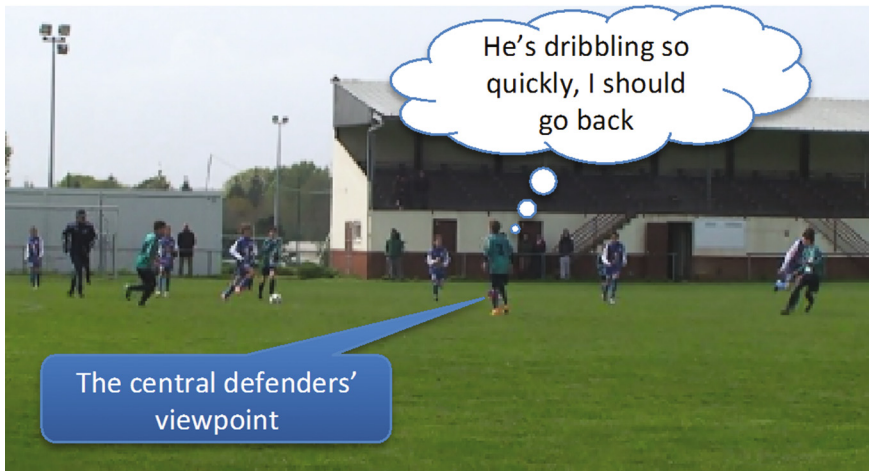 He’s dribbling so
quickly, I should
go back
The central defenders’
viewpoint